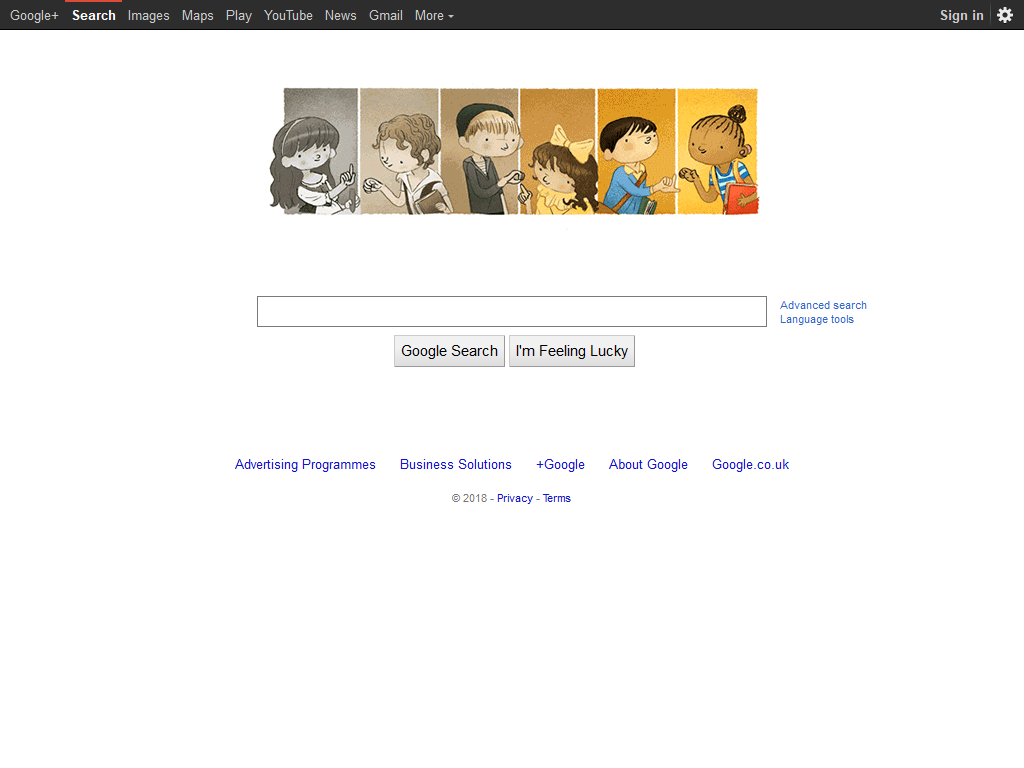 Google+ Search Images Maps Play YouTube News Gmail More Sign in
Advanced search
Language tools
Google Search I'm Feeling Lucky
Advertising Programmes Business Solutions +Google About Google Google.co.uk
© 2018 - Privacy - Terms